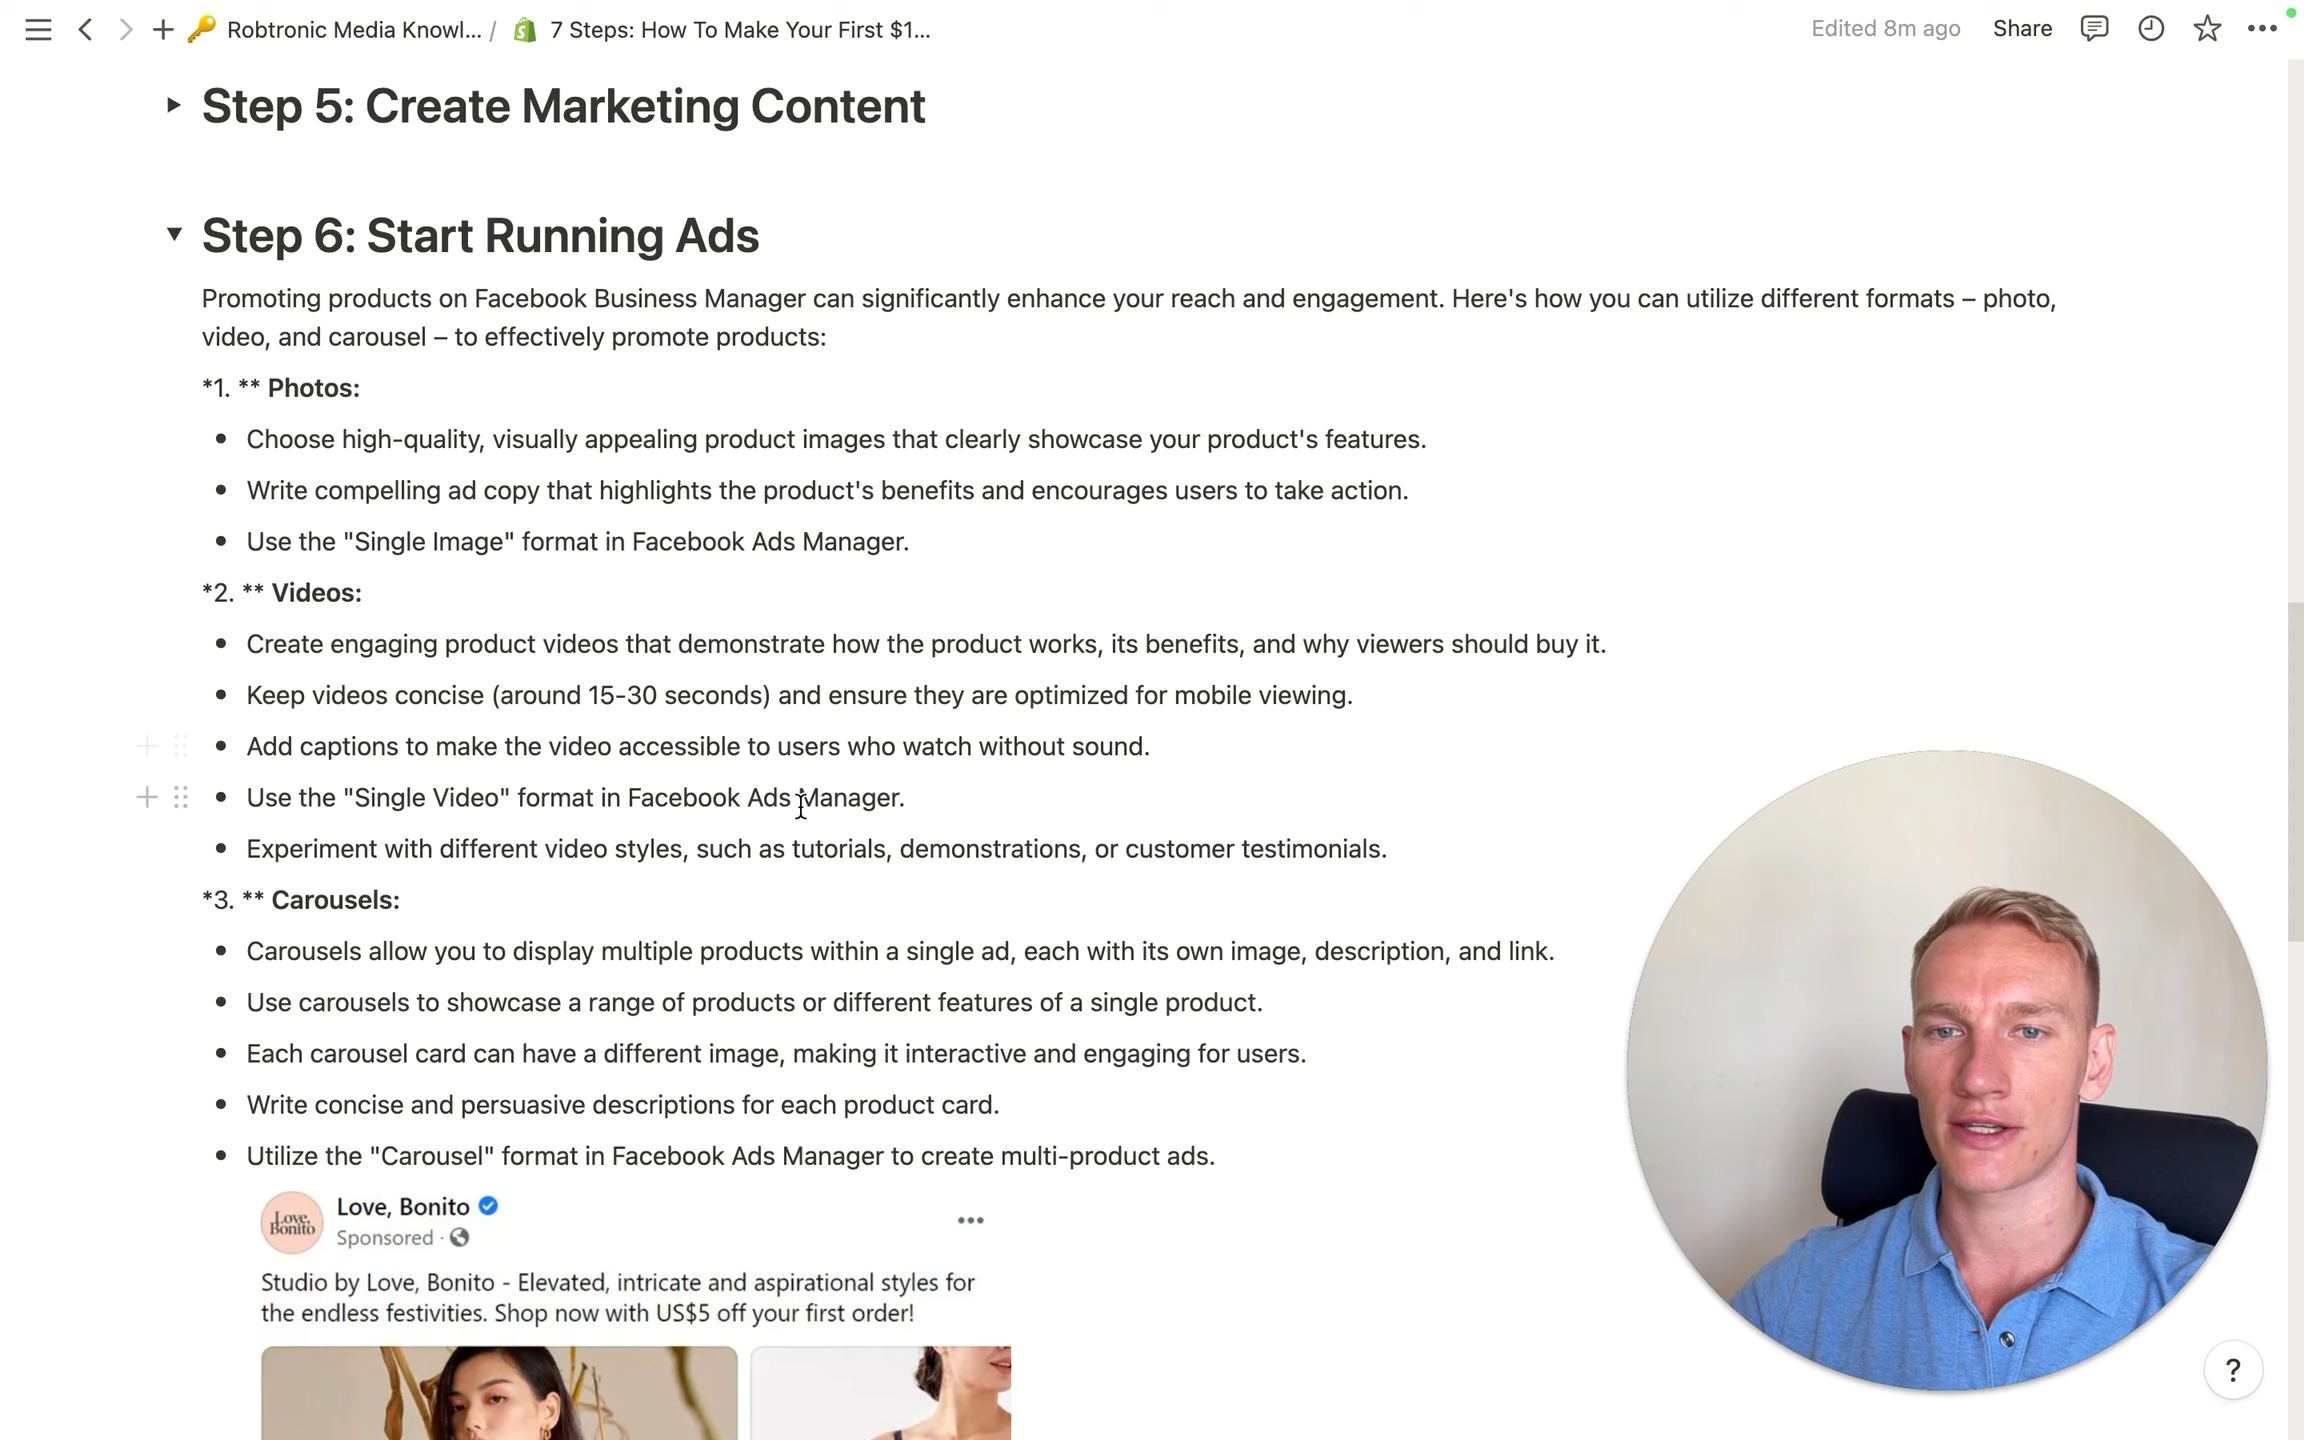 Robtronic Media Knowl... / 7 Steps: How To Make Your First $1...
Edited 8m ago Share
Step 5: Create Marketing Content
Step 6: Start Running Ads
Promoting products on Facebook Business Manager can significantly enhance your reach and engagement. Here's how you can utilize different formats – photo,
video, and carousel – to effectively promote products:
*1. ** Photos:
• Choose high-quality, visually appealing product images that clearly showcase your product's features.
• Write compelling ad copy that highlights the product's benefits and encourages users to take action.
• Use the "Single Image" format in Facebook Ads Manager.
*2. ** Videos:
• Create engaging product videos that demonstrate how the product works, its benefits, and why viewers should buy it.
• Keep videos concise (around 15-30 seconds) and ensure they are optimized for mobile viewing.
• Add captions to make the video accessible to users who watch without sound.
• Use the "Single Video" format in Facebook Ads Manager.
• Experiment with different video styles, such as tutorials, demonstrations, or customer testimonials.
*3. ** Carousels:
• Carousels allow you to display multiple products within a single ad, each with its own image, description, and link.
• Use carousels to showcase a range of products or different features of a single product.
• Each carousel card can have a different image, making it interactive and engaging for users.
• Write concise and persuasive descriptions for each product card.
• Utilize the "Carousel" format in Facebook Ads Manager to create multi-product ads.
Love,
Bonito
Love, Bonito
Sponsored ·
Studio by Love, Bonito - Elevated, intricate and aspirational styles for
the endless festivities. Shop now with US$5 off your first order!
?